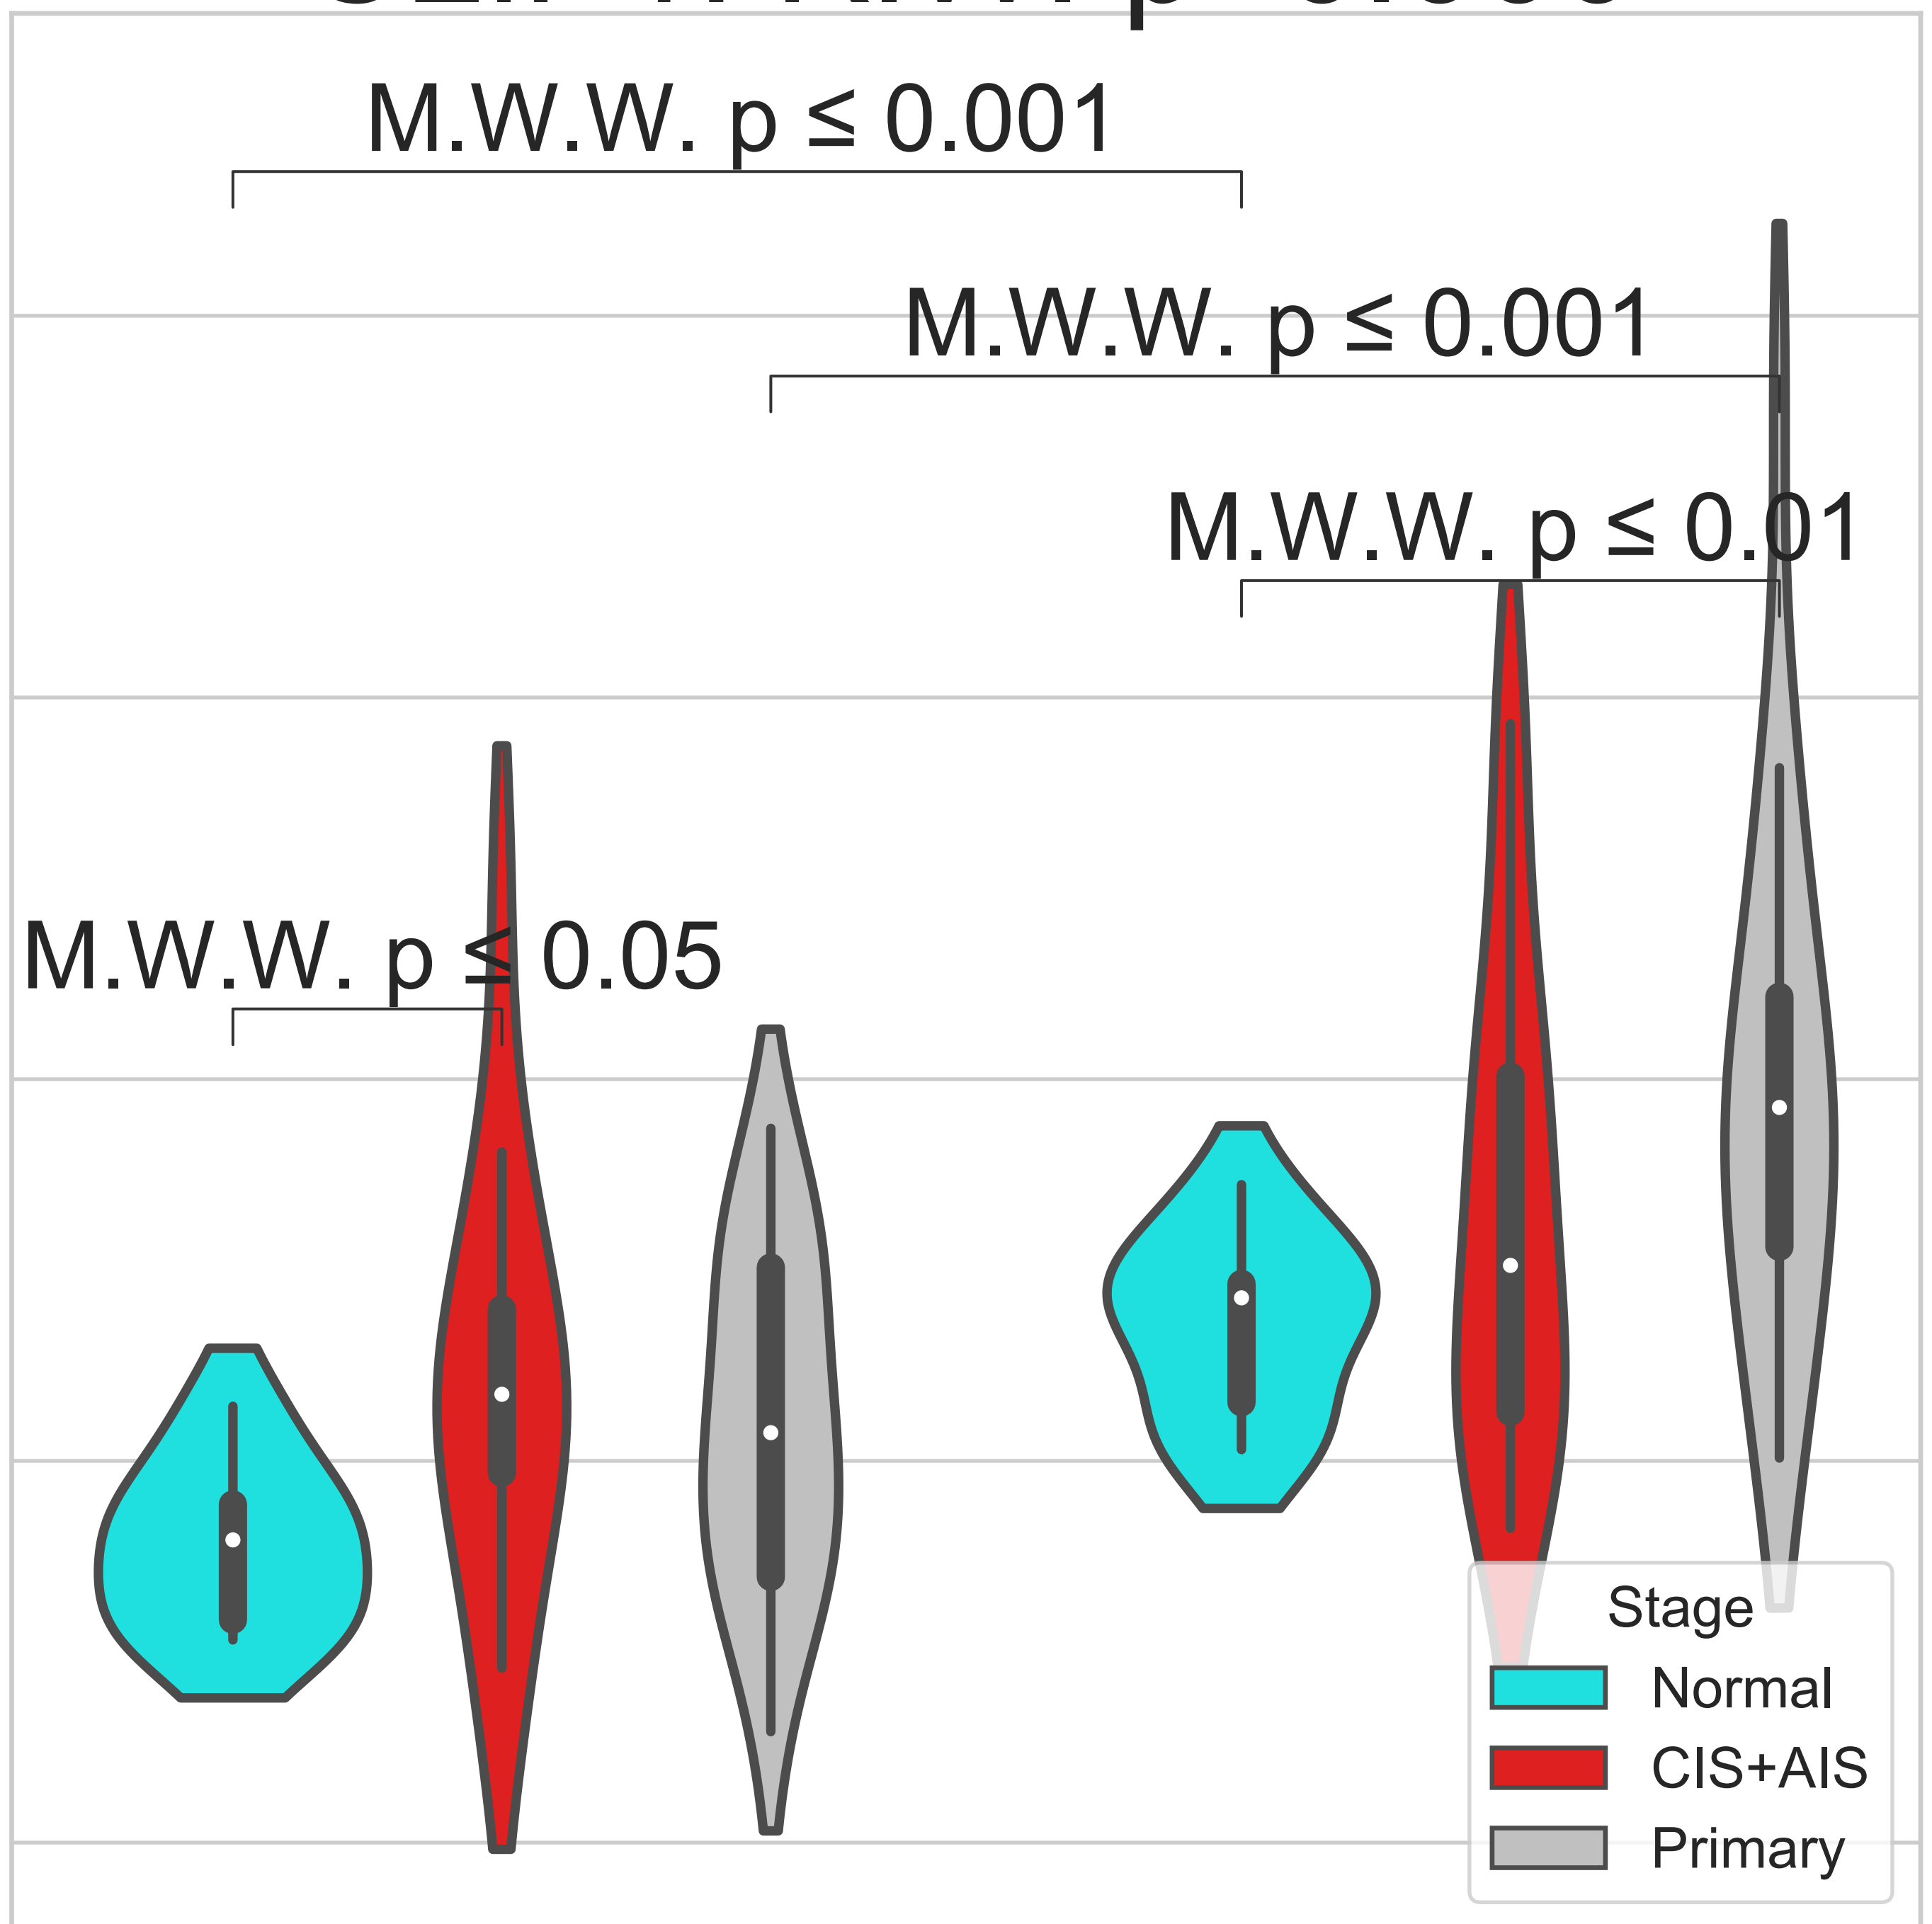 M.W.W. p ≤ 0.001
M.W.W. p ≤ 0.001
M.W.W. p ≤ 0.01
M.W.W. p ≤ 0.05
Stage
Normal
CIS+AIS
Primary